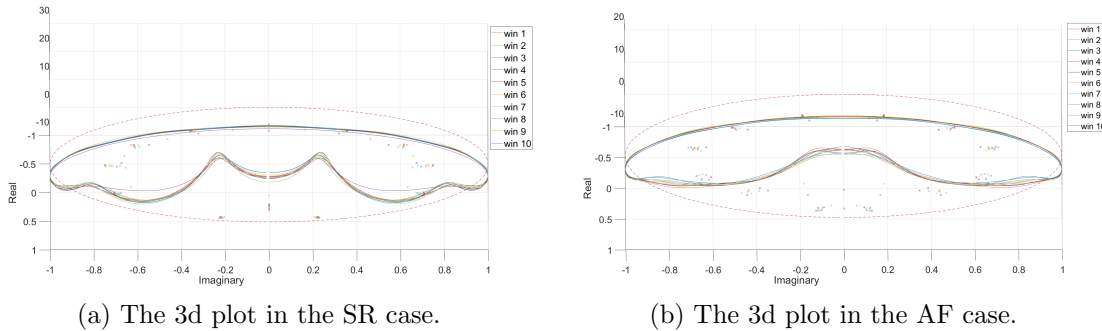 30
20
10
0
-10
-1
-0.5
0
0.5
1
Real
-1 -0.8 -0.6 -0.4 -0.2 0 0.2 0.4 0.6 0.8 1
Imaginary
win 1
win 2
win 3
win 4
win 5
win 6
win 7
win 8
win 9
win 10
(a) The 3d plot in the SR case.
20
10
0
-10
-1
-0.5
0
0.5
1
Real
-1 -0.8 -0.6 -0.4 -0.2 0 0.2 0.4 0.6 0.8 1
Imaginary
win 1
win 2
win 3
win 4
win 5
win 6
win 7
win 8
win 9
win 10
(b) The 3d plot in the AF case.